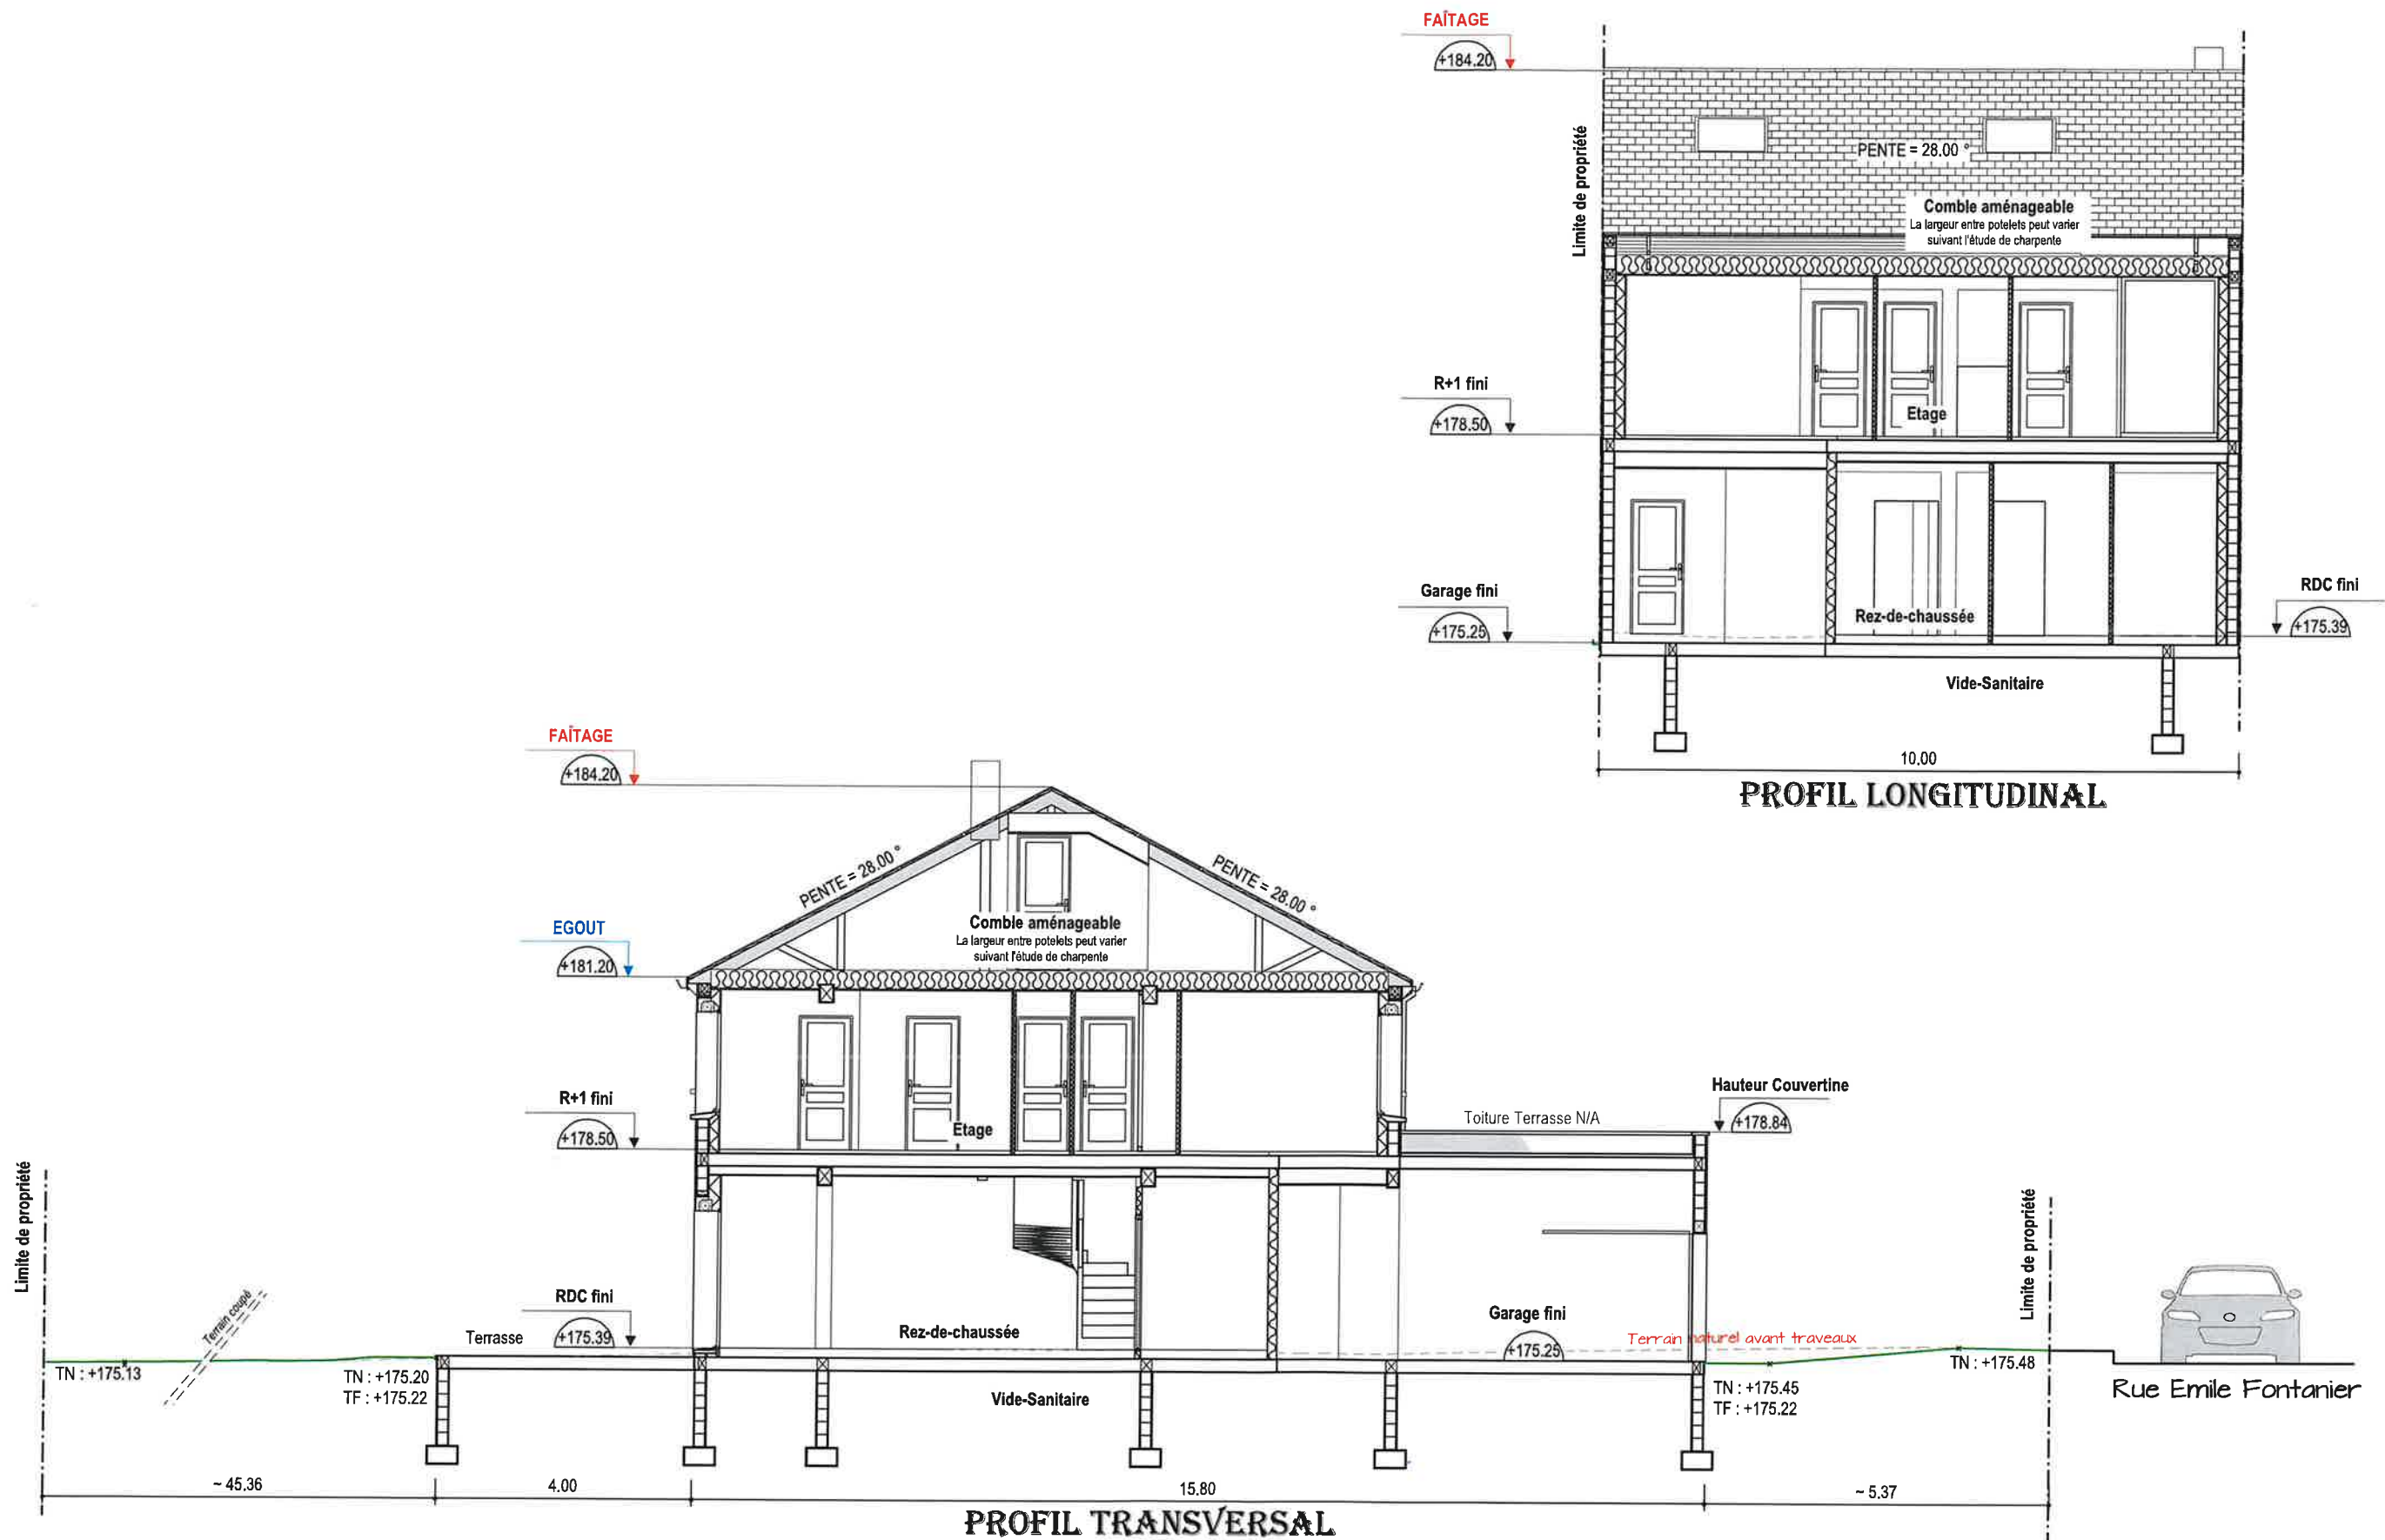 FAÎTAGE
+184.20
Limite de propriété
PENTE = 28.00 °
Comble aménageable
La largeur entre potelets peut varier
suivant l'étude de charpente
R+1 fini
+178.50
Etage
Garage fini
+175.25
Rez-de-chaussée
RDC fini
+175.39
Vide-Sanitaire
10.00
PROFIL LONGITUDINAL
FAÎTAGE
+184.20
PENTE = 28.00 °
PENTE = 28.00 °
EGOUT
+181.20
Comble aménageable
La largeur entre potelets peut varier
suivant l'étude de charpente
R+1 fini
+178.50
Etage
Toiture Terrasse N/A
Hauteur Couvertine
+178.84
Limite de propriété
Terrain coupé
RDC fini
Terrasse
+175.39
Rez-de-chaussée
Garage fini
+175.25
Terrain naturel avant traveaux
Limite de propriété
TN : +175.13
TN : +175.20
TF : +175.22
Vide-Sanitaire
TN : +175.45
TF : +175.22
TN : +175.48
Rue Emile Fontanier
~ 45.36
4.00
15.80
~ 5.37
PROFIL TRANSVERSAL